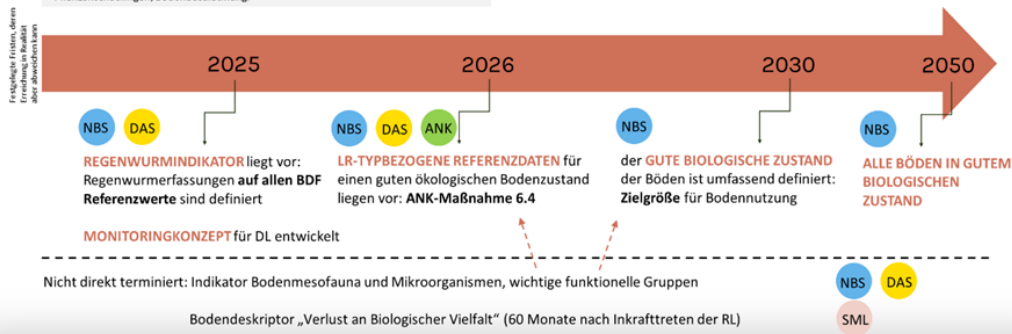 Festgelegte Fristen, deren
Erreichung in Realität
aber abweichen kann
2025
2026
2030
2050
NBS
DAS
REGENWURMINDIKATOR liegt vor:
Regenwurmerfassungen auf allen BDF
Referenzwerte sind definiert
MONITORINGKONZEPT für DL entwickelt
NBS
DAS
ANK
LR-TYPBEZOGENE REFERENZDATEN für
einen guten ökologischen Bodenzustand
liegen vor: ANK-Maßnahme 6.4
NBS
der GUTE BIOLOGISCHE ZUSTAND
der Böden ist umfassend definiert:
Zielgröße für Bodennutzung
NBS
ALLE BÖDEN IN GUTEM
BIOLOGISCHEN
ZUSTAND
Nicht direkt terminiert: Indikator Bodenmesofauna und Mikroorganismen, wichtige funktionelle Gruppen
NBS
DAS
Bodendeskriptor „Verlust an Biologischer Vielfalt“ (60 Monate nach Inkrafttreten der RL)
SML